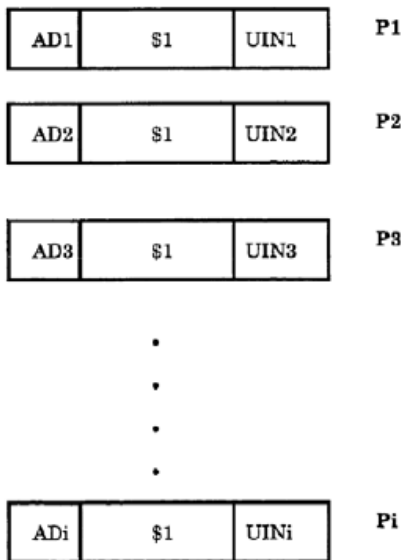 AD1 $1 UIN1 P1
AD2 $1 UIN2 P2
AD3 $1 UIN3 P3
ADi $1 UINi Pi